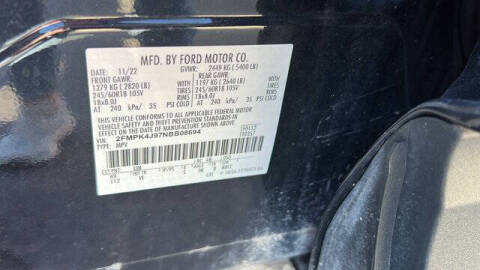 MFD. BY FORD MOTOR CO.
DATE: 11/22 GVWR: 2449 KG ( 5400 LB)
FRONT GAWR: REAR GAWR:
1279 KG ( 2820 LB) 1197 KG ( 2640 LB)
245/60R18 105V TIRES 245/60R18 105V
18x8.0J RIMS 18x8.0J
AT 240 kPa/ 35 PSI COLD AT 240 kPa/ 35 PSI COLD
THIS VEHICLE CONFORMS TO ALL APPLICABLE FEDERAL MOTOR
VEHICLE SAFETY AND THEFT PREVENTION STANDARDS IN EFFECT ON THE
DATE OF MANUFACTURE SHOWN ABOVE.
VIN: 2FMPK4J97NBB08694
TYPE: MPV